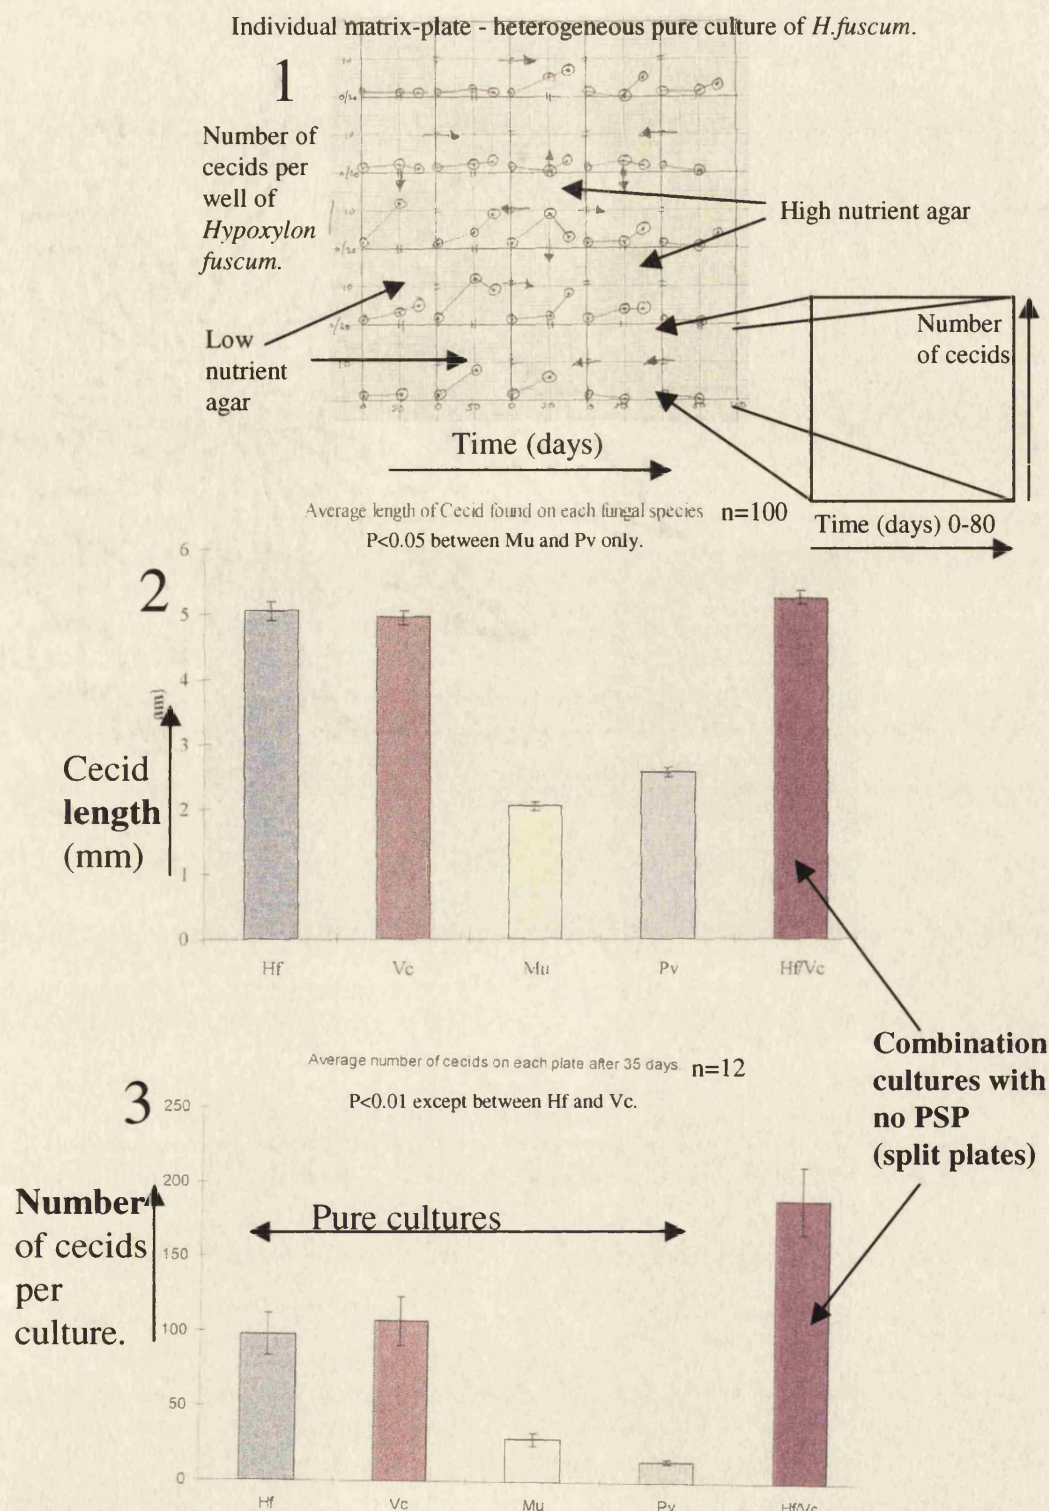 Individual matrix-plate - heterogeneous pure culture of H.fuscum.
1
Number of
cecids per
well of
Hypoxylon
fuscum.
High nutrient agar
Low
nutrient
agar
Number
of cecids
Time (days)
Time (days) 0-80
Average length of Cecid found on each fungal species n=100
P<0.05 between Mu and Pv only.
2
6
5
4
3
2
1
0
Cecid
length
(mm)
Hf Vc Mu Pv Hf/Vc
Combination
cultures with
no PSP
(split plates)
Average number of cecids on each plate after 35 days. n=12
P<0.01 except between Hf and Vc.
3
250
200
150
100
50
0
Number
of cecids
per
culture.
Pure cultures
Hf Vc Mu Pv Hf/Vc